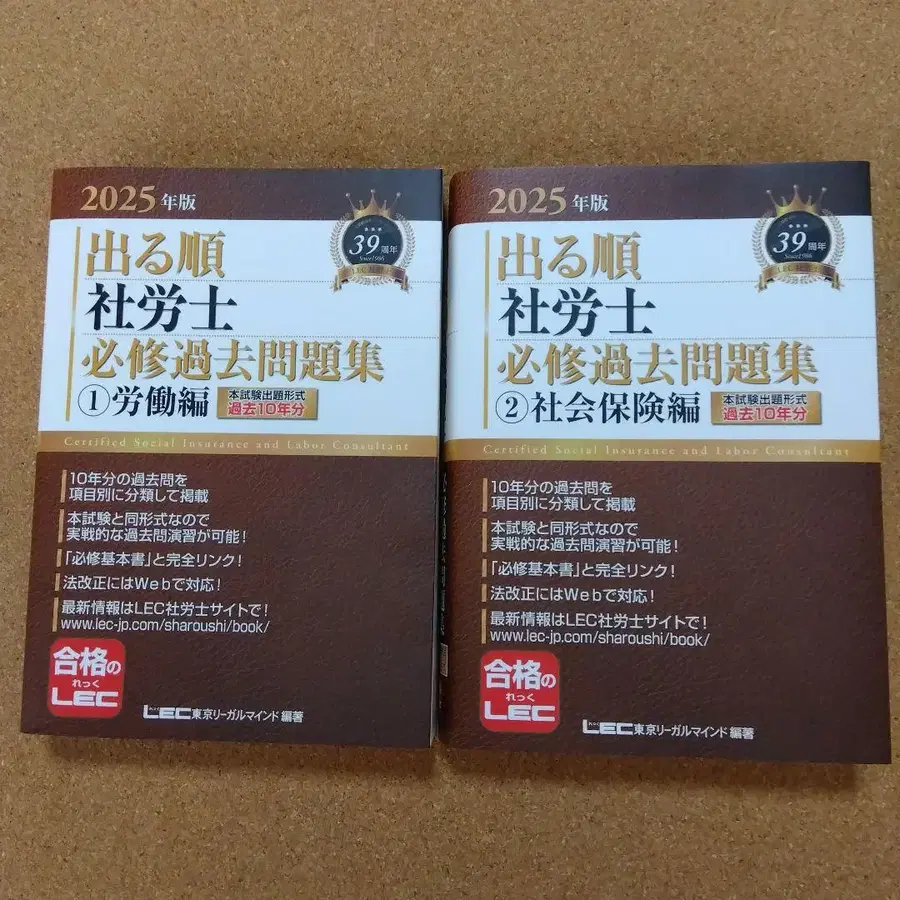 2025年版
39周年
Since1986
出る順
社労士
必修過去問題集
①労働編
本試験出題形式
過去10年分
Certified Social Insurance and Labor Consultant
10年分の過去問を
項目別に分類して掲載
本試験と同形式なので
実戦的な過去問演習が可能!
「必修基本書」と完全リンク!
法改正にはWebで対応!
最新情報はLEC社労士サイトで!
www.lec-jp.com/sharoushi/book/
合格の
れっく
LEC
LEC東京リーガルマインド 編著
2025年版
39周年
Since1986
出る順
社労士
必修過去問題集
②社会保険編
本試験出題形式
過去10年分
Certified Social Insurance and Labor Consultant
10年分の過去問を
項目別に分類して掲載
本試験と同形式なので
実戦的な過去問演習が可能!
「必修基本書」と完全リンク!
法改正にはWebで対応!
最新情報はLEC社労士サイトで!
www.lec-jp.com/sharoushi/book/
合格の
れっく
LEC
LEC東京リーガルマインド 編著